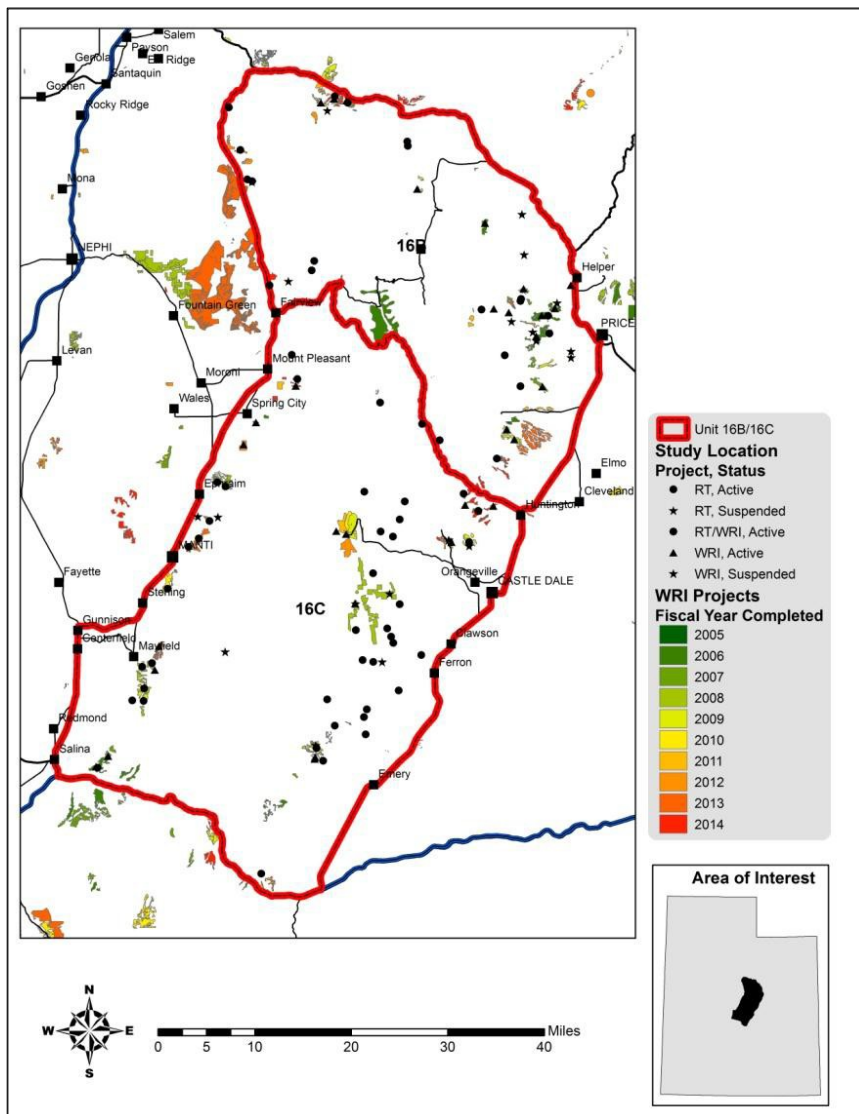 Salem
Payson
Genola
Elk Ridge
Santaquin
Goshen
Rocky Ridge
Mona
NEPHI
16B
Helper
Fountain Green
Fairview
PRICE
Levan
Mount Pleasant
Moroni
Wales
Spring City
Elmo
Ephraim
Cleveland
Huntington
MANTI
Fayette
Orangeville
CASTLE DALE
Sterling
16C
Gunnison
Clawson
Centerfield
Mayfield
Ferron
Redmond
Salina
Emery
Unit 16B/16C
Study Location
Project, Status
RT, Active
RT, Suspended
RT/WRI, Active
WRI, Active
WRI, Suspended
WRI Projects
Fiscal Year Completed
2005
2006
2007
2008
2009
2010
2011
2012
2013
2014
Area of Interest
N
W E
S
Miles
0 5 10 20 30 40